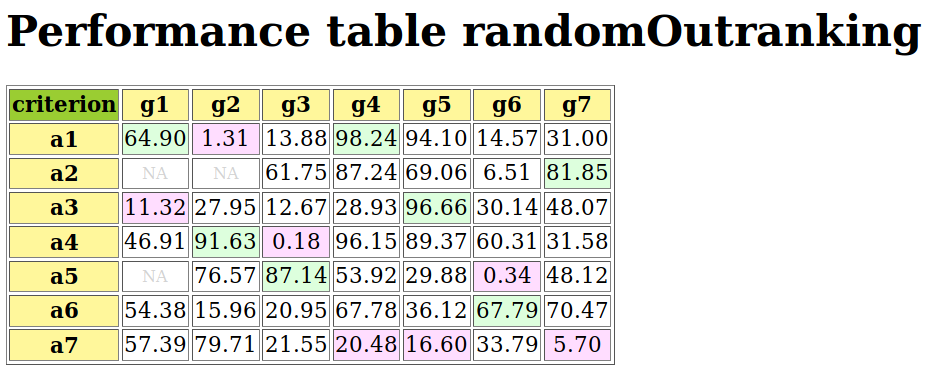 Performance table randomOutranking
criterion g1 g2 g3 g4 g5 g6 g7
a1 64.90 1.31 13.88 98.24 94.10 14.57 31.00
a2 NA NA 61.75 87.24 69.06 6.51 81.85
a3 11.32 27.95 12.67 28.93 96.66 30.14 48.07
a4 46.91 91.63 0.18 96.15 89.37 60.31 31.58
a5 NA 76.57 87.14 53.92 29.88 0.34 48.12
a6 54.38 15.96 20.95 67.78 36.12 67.79 70.47
a7 57.39 79.71 21.55 20.48 16.60 33.79 5.70